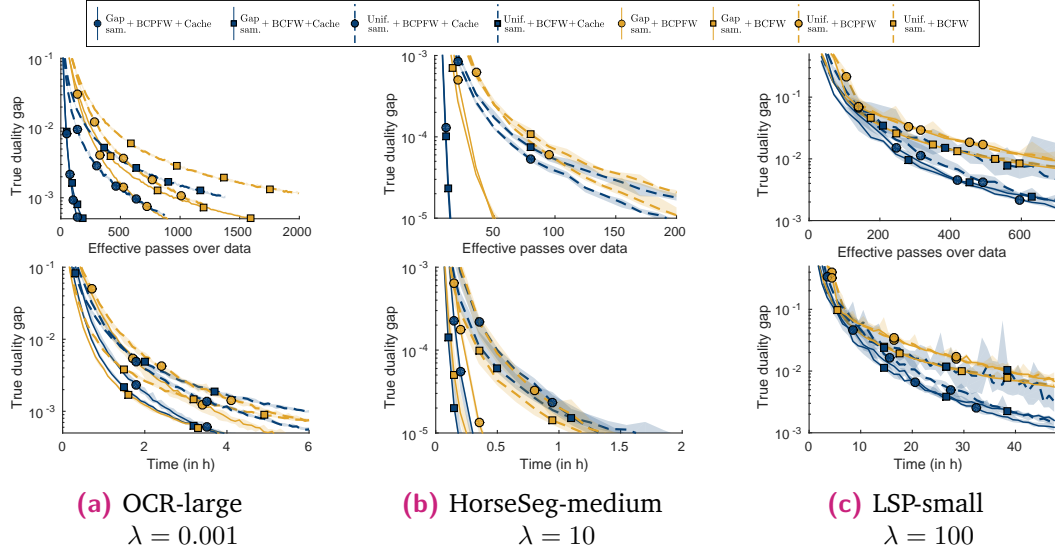 Gap sam. + BCPFW + Cache Gap sam. + BCFW+Cache Unif. sam. + BCPFW + Cache Unif. sam. + BCFW+Cache Gap sam. + BCPFW Gap sam. + BCFW Unif. sam. + BCPFW Unif. sam. + BCFW
True duality gap
10^-1
10^-2
10^-3
0 500 1000 1500 2000
Effective passes over data
True duality gap
10^-3
10^-4
10^-5
50 100 150 200
Effective passes over data
True duality gap
10^-1
10^-2
10^-3
0 200 400 600
Effective passes over data
True duality gap
10^-1
10^-2
10^-3
0 2 4 6
Time (in h)
True duality gap
10^-3
10^-4
10^-5
0 0.5 1 1.5 2
Time (in h)
True duality gap
10^-1
10^-2
10^-3
0 10 20 30 40
Time (in h)
(a) OCR-large
λ = 0.001
(b) HorseSeg-medium
λ = 10
(c) LSP-small
λ = 100